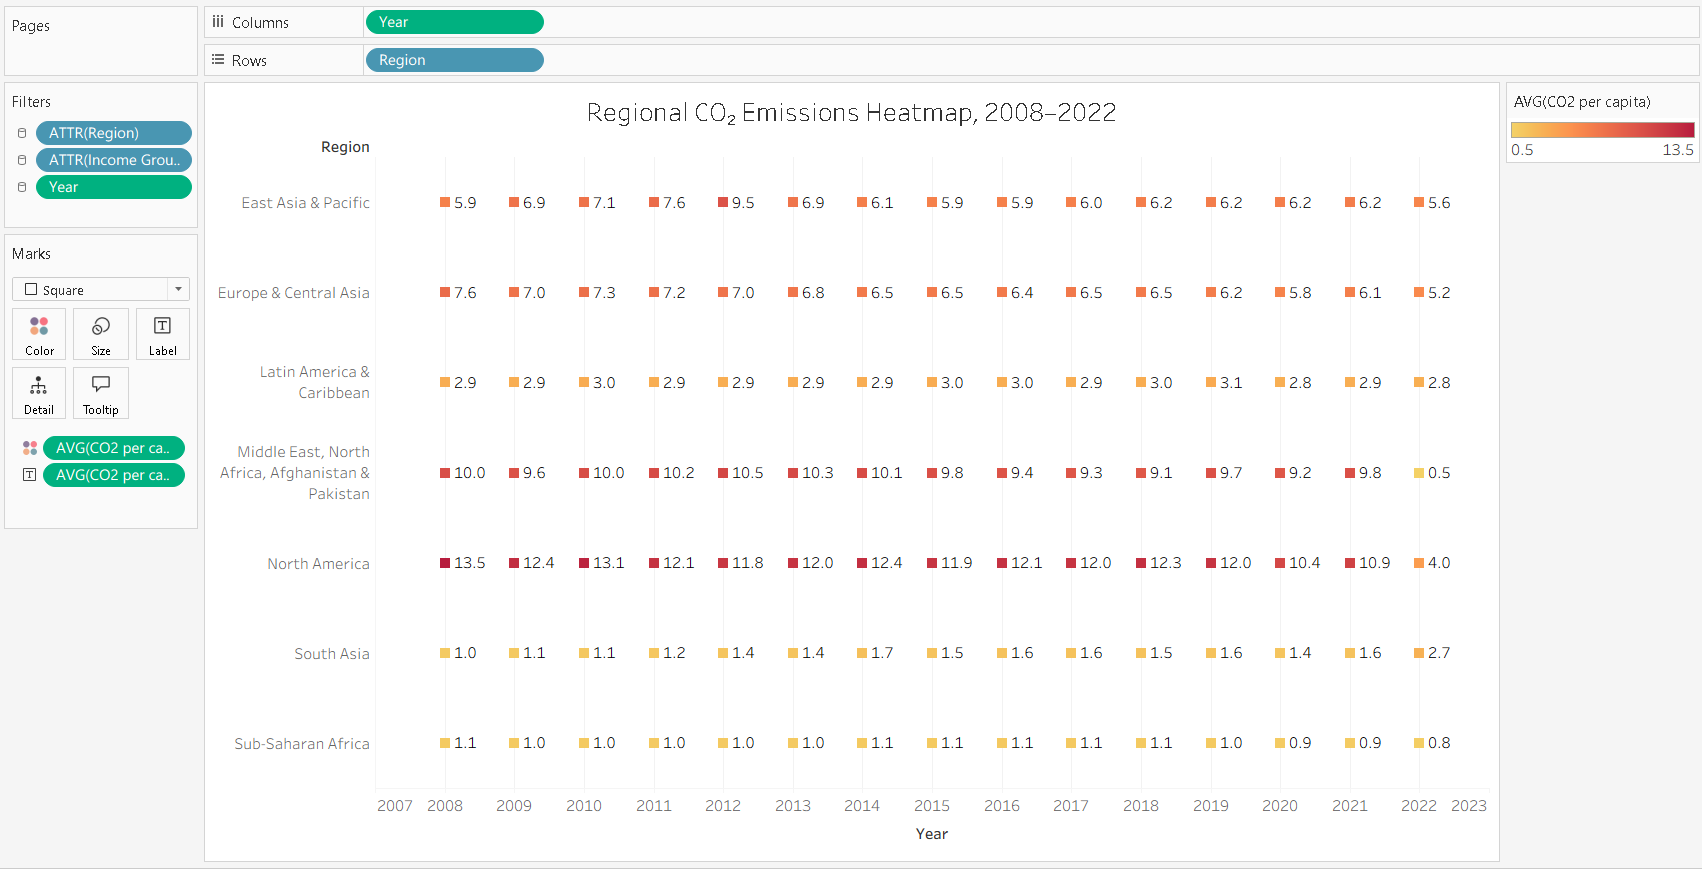 Pages
Columns
Year
Rows
Region
Filters
ATTR(Region)
ATTR(Income Grou..
Year
Marks
Square
Color
Size
Label
Detail
Tooltip
AVG(CO2 per ca..
AVG(CO2 per ca..
Regional CO₂ Emissions Heatmap, 2008–2022
Region
East Asia & Pacific
5.9 6.9 7.1 7.6 9.5 6.9 6.1 5.9 5.9 6.0 6.2 6.2 6.2 6.2 5.6
Europe & Central Asia
7.6 7.0 7.3 7.2 7.0 6.8 6.5 6.5 6.4 6.5 6.5 6.2 5.8 6.1 5.2
Latin America &
Caribbean
2.9 2.9 3.0 2.9 2.9 2.9 2.9 3.0 3.0 2.9 3.0 3.1 2.8 2.9 2.8
Middle East, North
Africa, Afghanistan &
Pakistan
10.0 9.6 10.0 10.2 10.5 10.3 10.1 9.8 9.4 9.3 9.1 9.7 9.2 9.8 0.5
North America
13.5 12.4 13.1 12.1 11.8 12.0 12.4 11.9 12.1 12.0 12.3 12.0 10.4 10.9 4.0
South Asia
1.0 1.1 1.1 1.2 1.4 1.4 1.7 1.5 1.6 1.6 1.5 1.6 1.4 1.6 2.7
Sub-Saharan Africa
1.1 1.0 1.0 1.0 1.0 1.0 1.1 1.1 1.1 1.1 1.1 1.0 0.9 0.9 0.8
2007 2008 2009 2010 2011 2012 2013 2014 2015 2016 2017 2018 2019 2020 2021 2022 2023
Year
AVG(CO2 per capita)
0.5 13.5